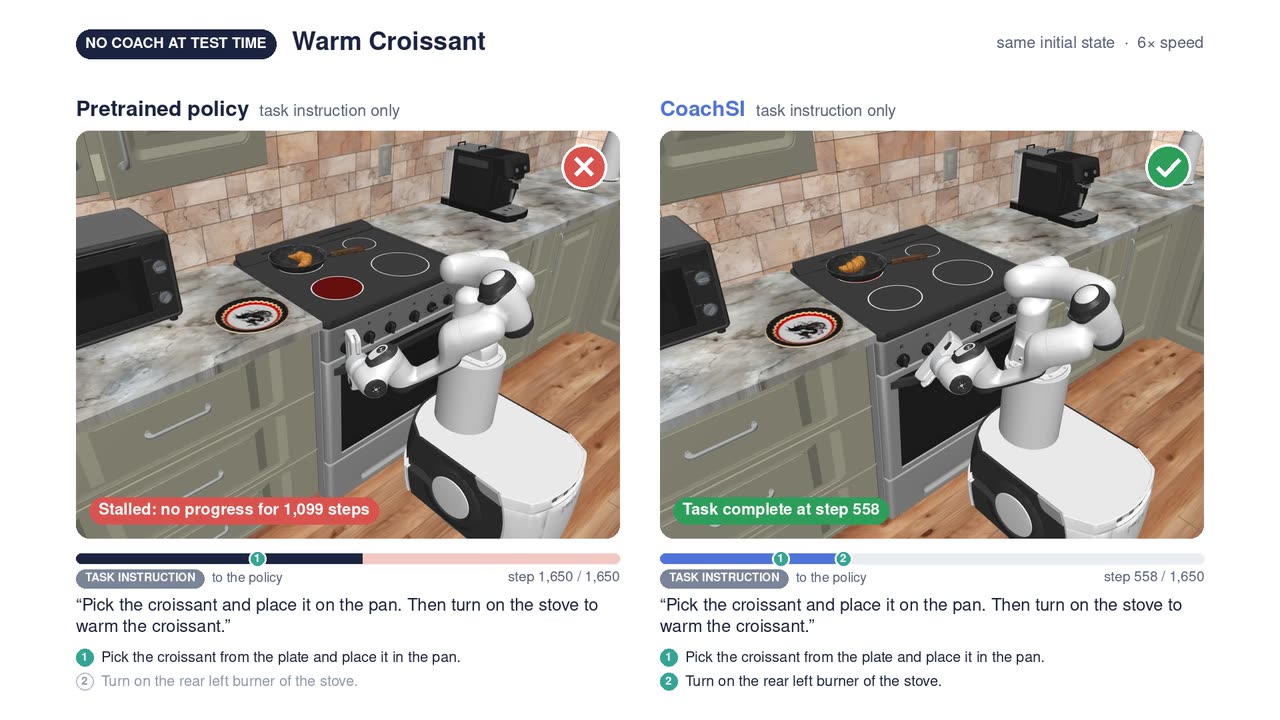 NO COACH AT TEST TIME Warm Croissant
same initial state · 6× speed
Pretrained policy task instruction only
Stalled: no progress for 1,099 steps
1
TASK INSTRUCTION to the policy
step 1,650 / 1,650
“Pick the croissant and place it on the pan. Then turn on the stove to
warm the croissant.”
1 Pick the croissant from the plate and place it in the pan.
2 Turn on the rear left burner of the stove.
CoachSI task instruction only
Task complete at step 558
1 2
TASK INSTRUCTION to the policy
step 558 / 1,650
“Pick the croissant and place it on the pan. Then turn on the stove to
warm the croissant.”
1 Pick the croissant from the plate and place it in the pan.
2 Turn on the rear left burner of the stove.